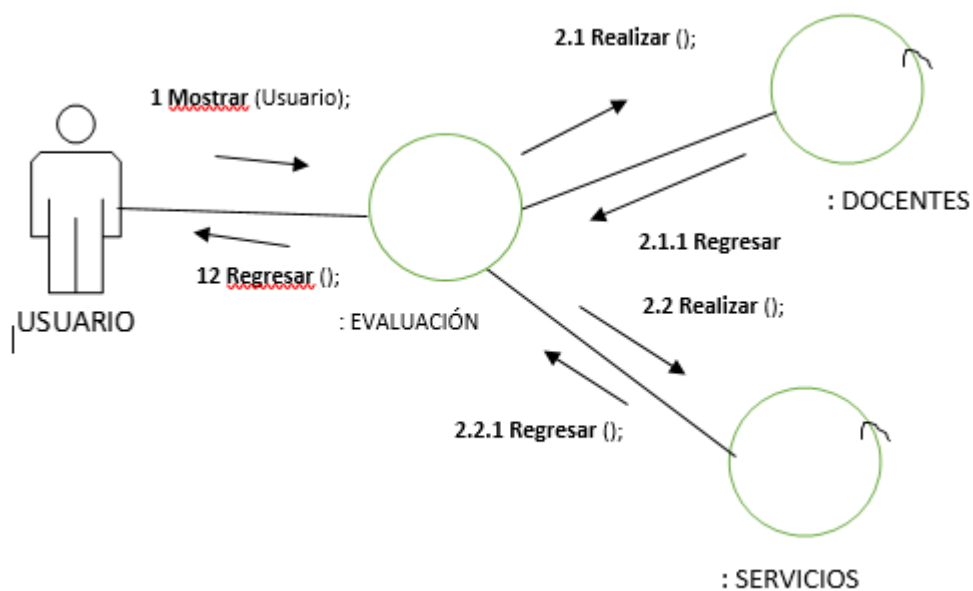 2.1 Realizar ();
1 Mostrar (Usuario);
: DOCENTES
2.1.1 Regresar
12 Regresar ();
2.2 Realizar ();
USUARIO
: EVALUACIÓN
2.2.1 Regresar ();
: SERVICIOS